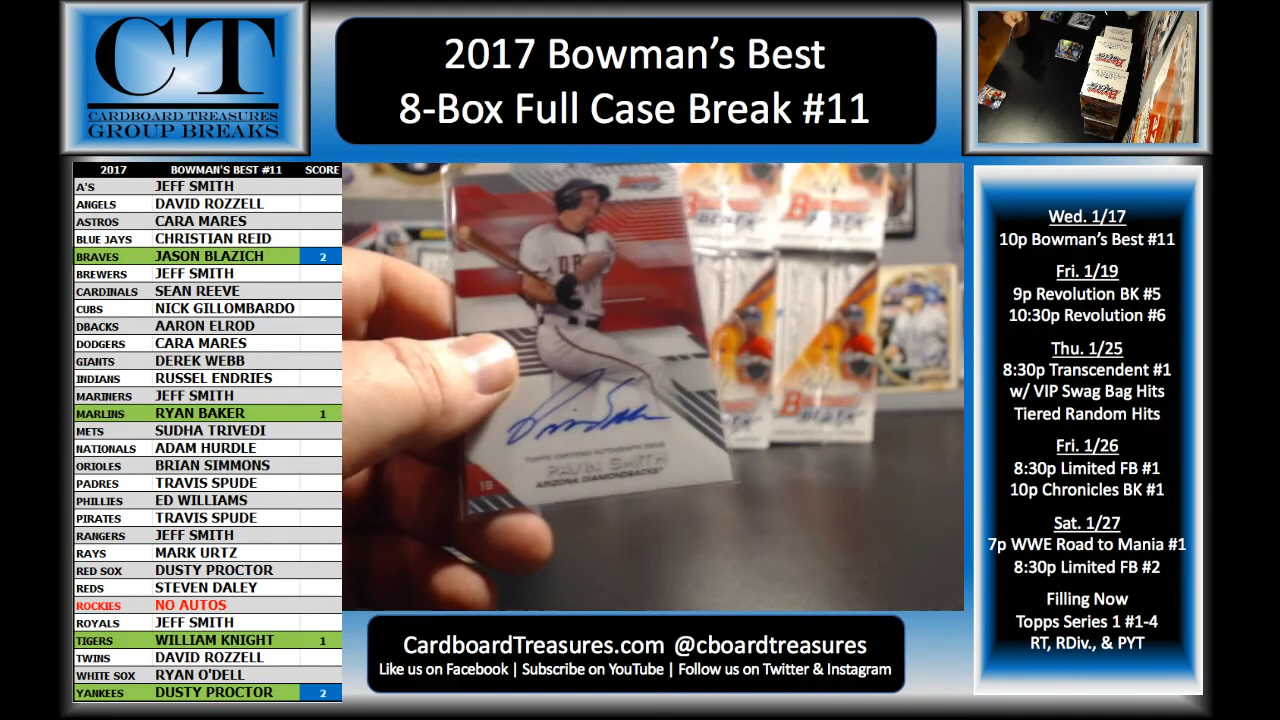 CT
CARDBOARD TREASURES
GROUP BREAKS
2017 Bowman's Best
8-Box Full Case Break #11
2017 BOWMAN'S BEST #11 SCORE
A'S JEFF SMITH
ANGELS DAVID ROZZELL
ASTROS CARA MARES
BLUE JAYS CHRISTIAN REID
BRAVES JASON BLAZICH 2
BREWERS JEFF SMITH
CARDINALS SEAN REEVE
CUBS NICK GILLOMBARDO
DBACKS AARON ELROD
DODGERS CARA MARES
GIANTS DEREK WEBB
INDIANS RUSSEL ENDRIES
MARINERS JEFF SMITH
MARLINS RYAN BAKER 1
METS SUDHA TRIVEDI
NATIONALS ADAM HURDLE
ORIOLES BRIAN SIMMONS
PADRES TRAVIS SPUDE
PHILLIES ED WILLIAMS
PIRATES TRAVIS SPUDE
RANGERS JEFF SMITH
RAYS MARK URTZ
RED SOX DUSTY PROCTOR
REDS STEVEN DALEY
ROCKIES NO AUTOS
ROYALS JEFF SMITH
TIGERS WILLIAM KNIGHT 1
TWINS DAVID ROZZELL
WHITE SOX RYAN O'DELL
YANKEES DUSTY PROCTOR 2
TOPPS CERTIFIED AUTOGRAPH ISSUE
PAVIN SMITH
ARIZONA DIAMONDBACKS
1B
Wed. 1/17
10p Bowman's Best #11
Fri. 1/19
9p Revolution BK #5
10:30p Revolution #6
Thu. 1/25
8:30p Transcendent #1
w/ VIP Swag Bag Hits
Tiered Random Hits
Fri. 1/26
8:30p Limited FB #1
10p Chronicles BK #1
Sat. 1/27
7p WWE Road to Mania #1
8:30p Limited FB #2
Filling Now
Topps Series 1 #1-4
RT, RDiv., & PYT
CardboardTreasures.com @cboardtreasures
Like us on Facebook | Subscribe on YouTube | Follow us on Twitter & Instagram